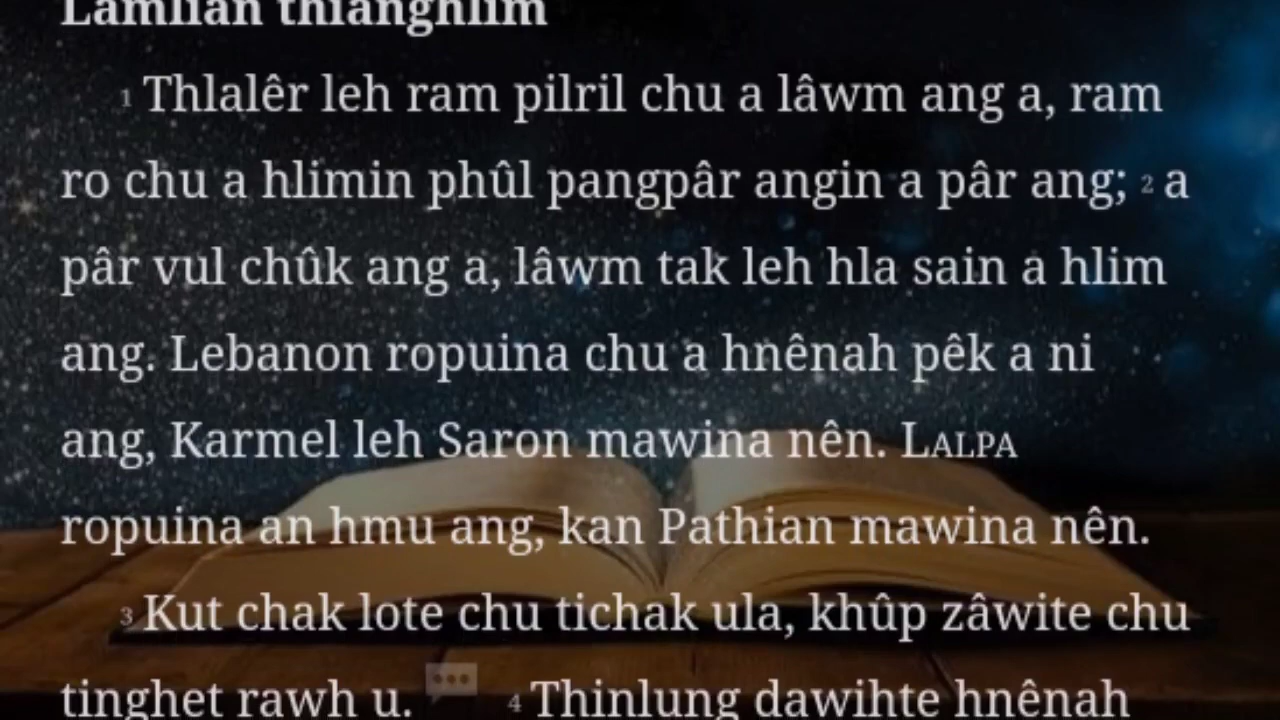 Lamlian thianghlim
1 Thlalêr leh ram pilril chu a lâwm ang a, ram
ro chu a hlimin phûl pangpâr angin a pâr ang; 2 a
pâr vul chûk ang a, lâwm tak leh hla sain a hlim
ang. Lebanon ropuina chu a hnênah pêk a ni
ang, Karmel leh Saron mawina nên. LALPA
ropuina an hmu ang, kan Pathian mawina nên.
3 Kut chak lote chu tichak ula, khûp zâwite chu
tinghet rawh u. 4 Thinlung dawihte hnênah